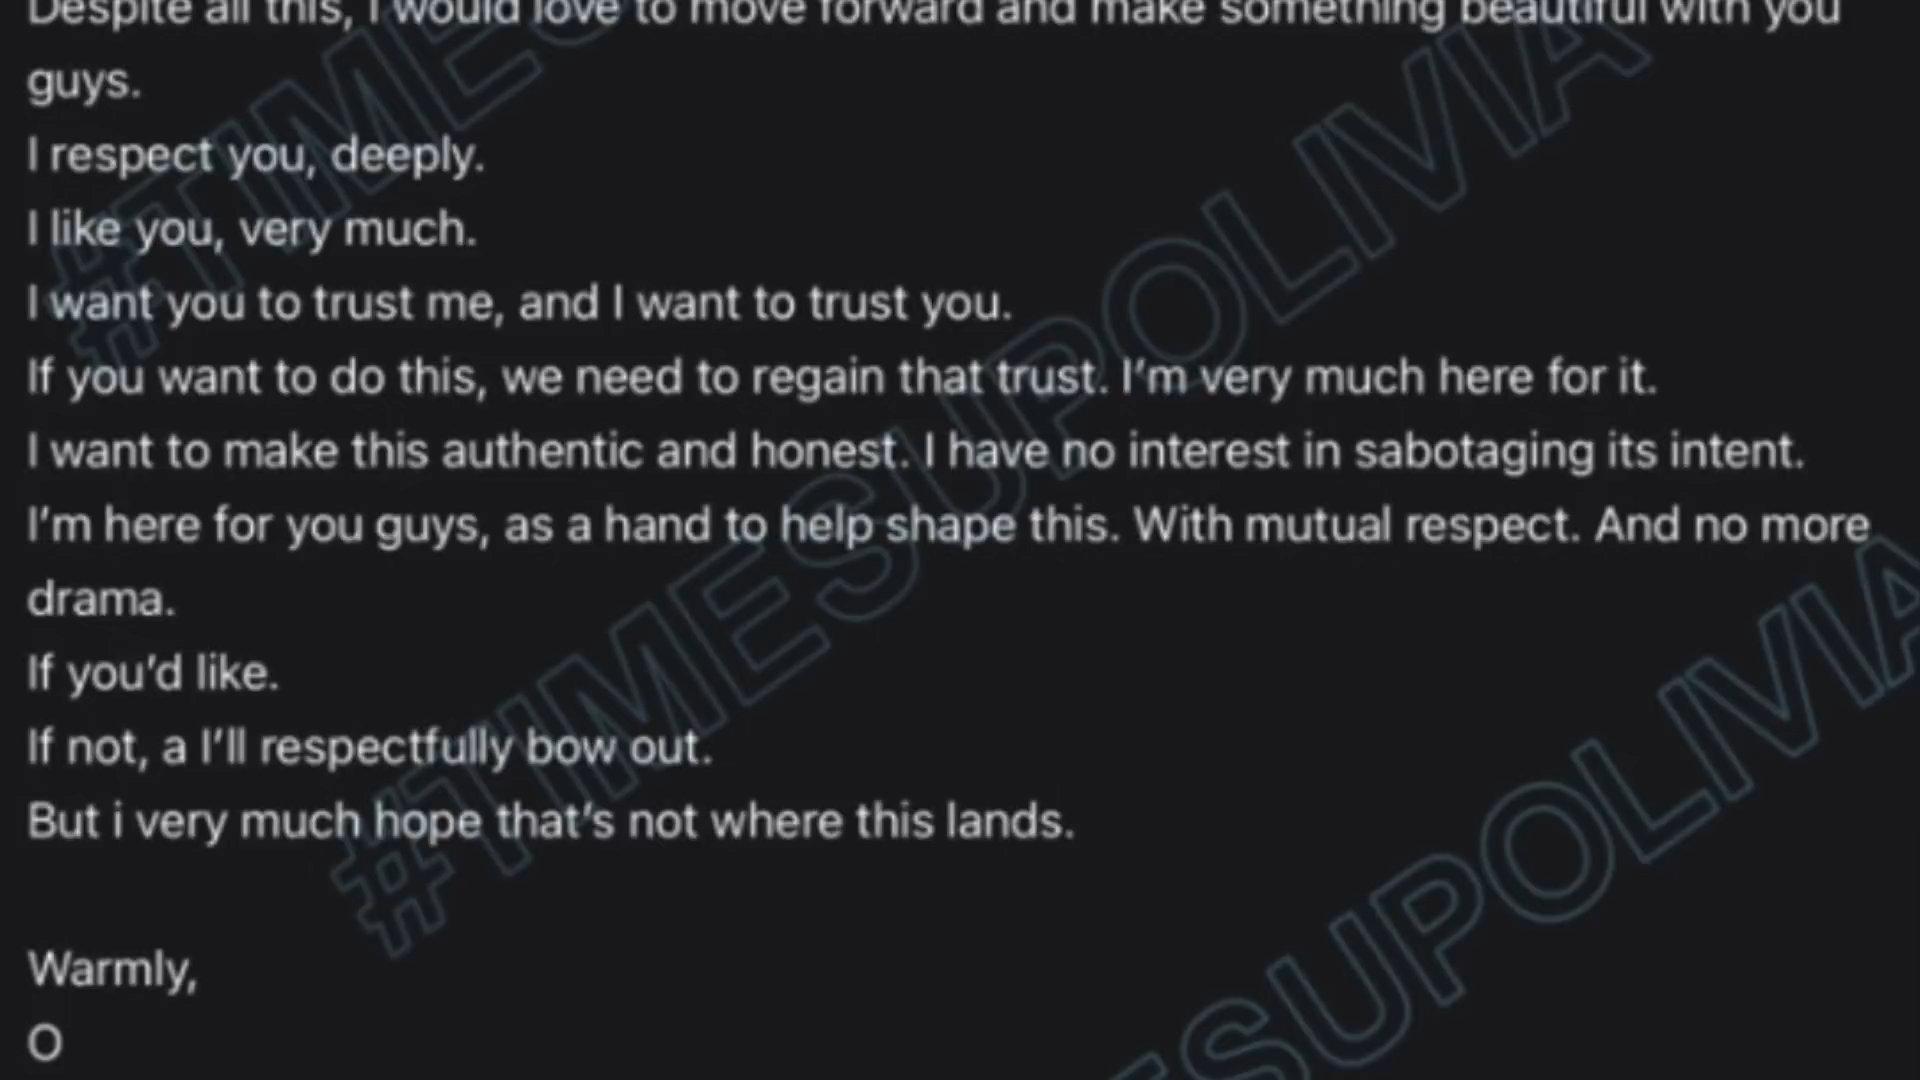 Despite all this, I would love to move forward and make something beautiful with you
guys.
I respect you, deeply.
I like you, very much.
I want you to trust me, and I want to trust you.
If you want to do this, we need to regain that trust. I’m very much here for it.
I want to make this authentic and honest. I have no interest in sabotaging its intent.
I’m here for you guys, as a hand to help shape this. With mutual respect. And no more
drama.
If you’d like.
If not, a I’ll respectfully bow out.
But i very much hope that’s not where this lands.
Warmly,
O
#TIMES
#TIMESUPOLIVIA
ESUPOLIVIA